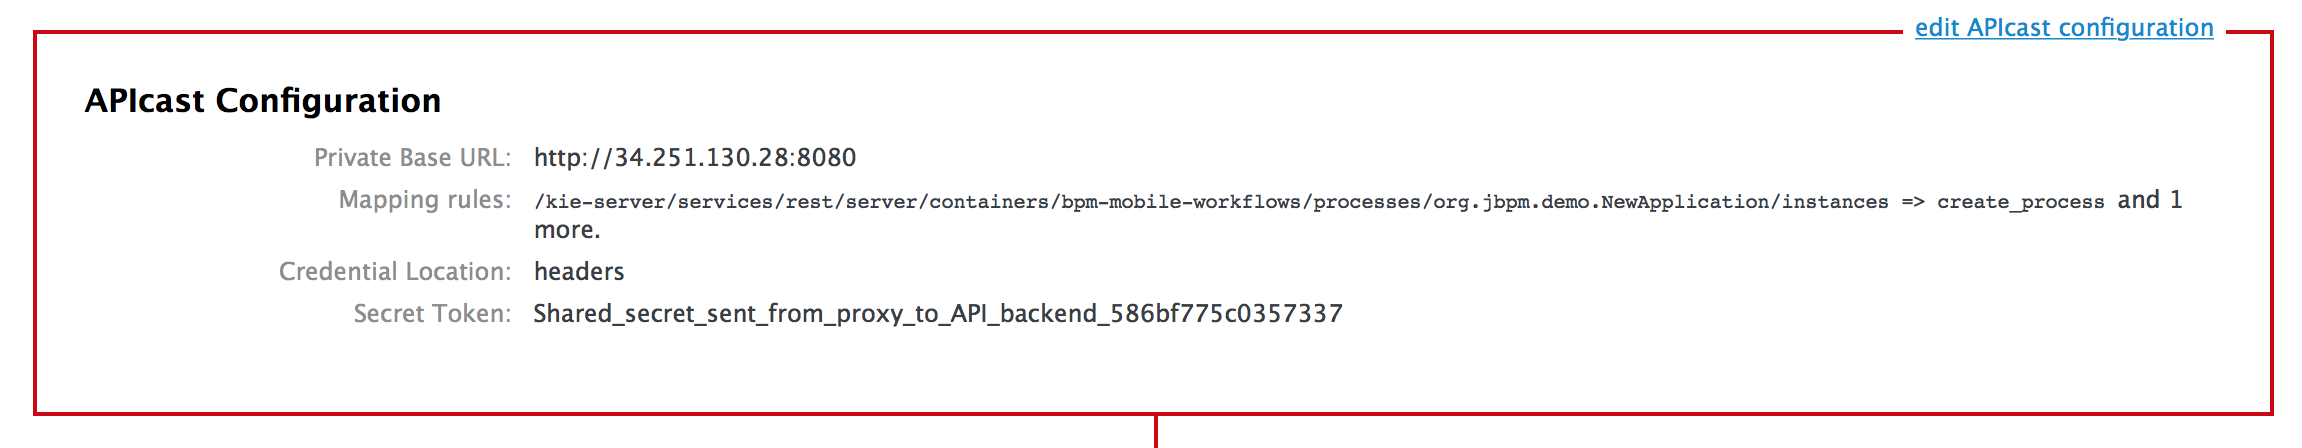 edit APIcast configuration
APIcast Configuration
Private Base URL: http://34.251.130.28:8080
Mapping rules: /kie-server/services/rest/server/containers/bpm-mobile-workflows/processes/org.jbpm.demo.NewApplication/instances => create_process and 1
more.
Credential Location: headers
Secret Token: Shared_secret_sent_from_proxy_to_API_backend_586bf775c0357337